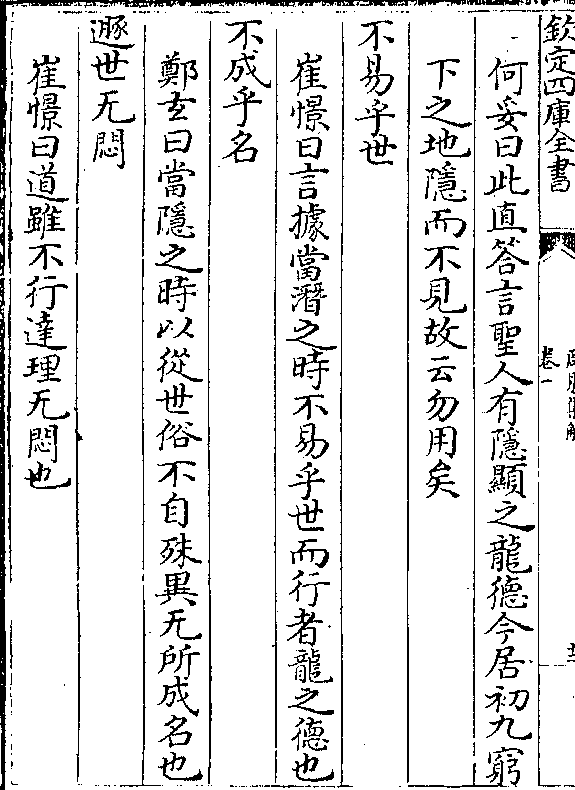 欽定四庫全書
卷一
何妥曰此直答言聖人有隱顯之龍德今居初九窮
下之地隱而不見故云勿用矣
不易乎世
崔憬曰言據當潛之時不易乎世而行者龍之德也
不成乎名
鄭𤣥曰當隱之時以從世俗不自殊異无所成名也
遯世无悶
崔憬曰道雖不行達理无悶也